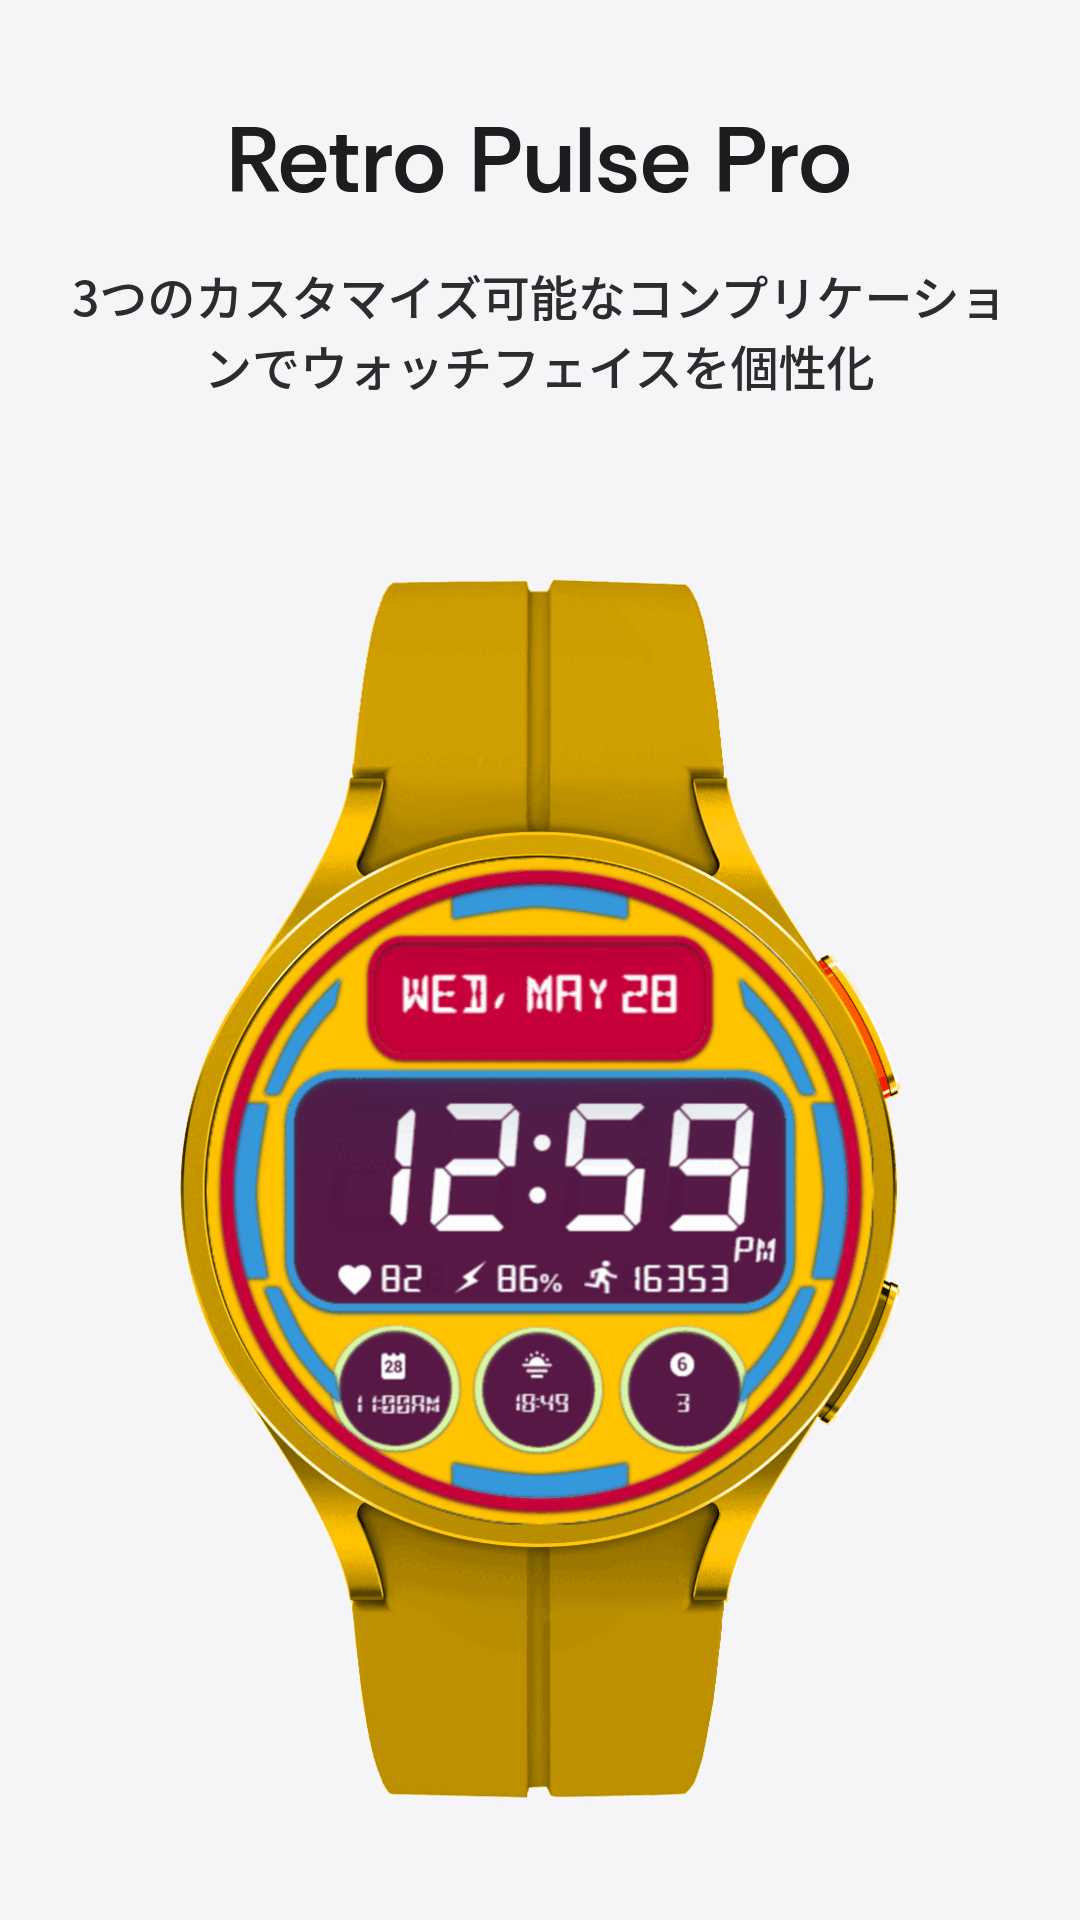 Retro Pulse Pro
3つのカスタマイズ可能なコンプリケーショ
ンでウォッチフェイスを個性化
WED, MAY 28
12:59
PM
82 86% 16353
28 6
11:00AM 18:49 3